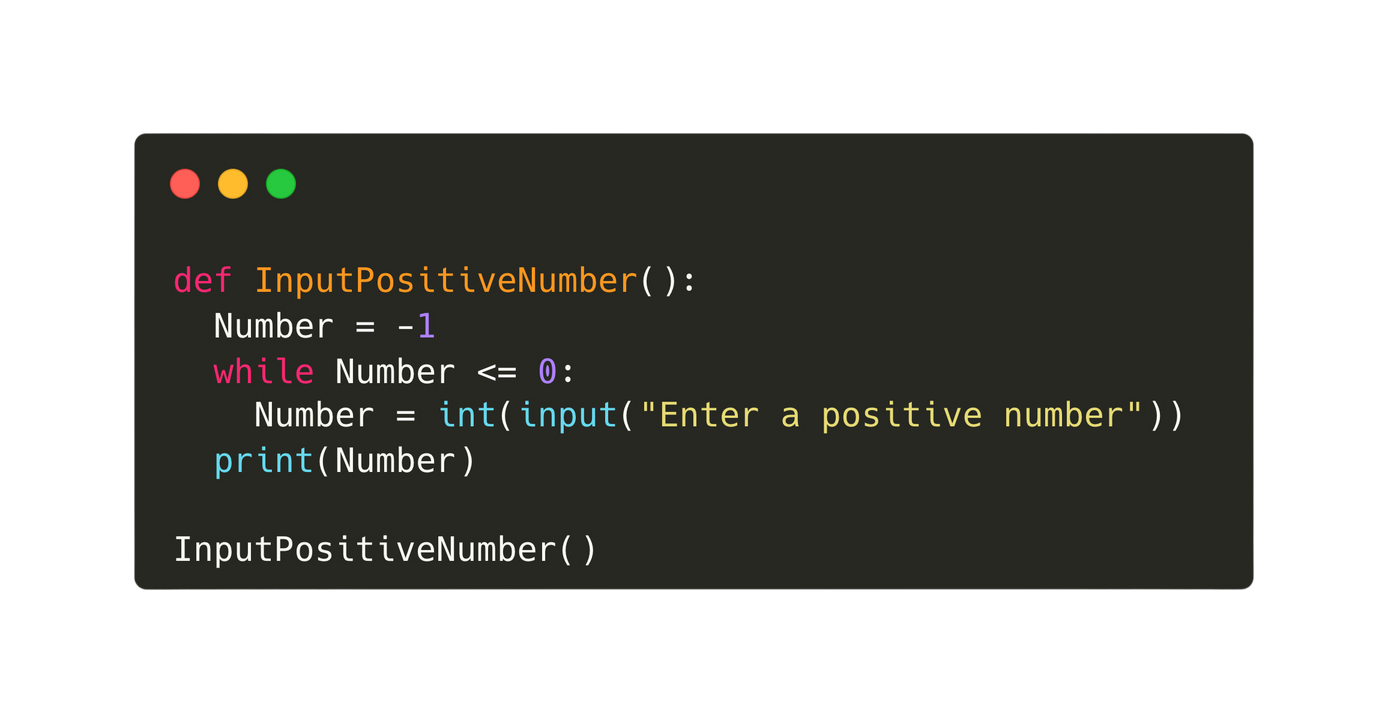 def InputPositiveNumber():
  Number = -1
  while Number <= 0:
    Number = int(input("Enter a positive number"))
  print(Number)

InputPositiveNumber()